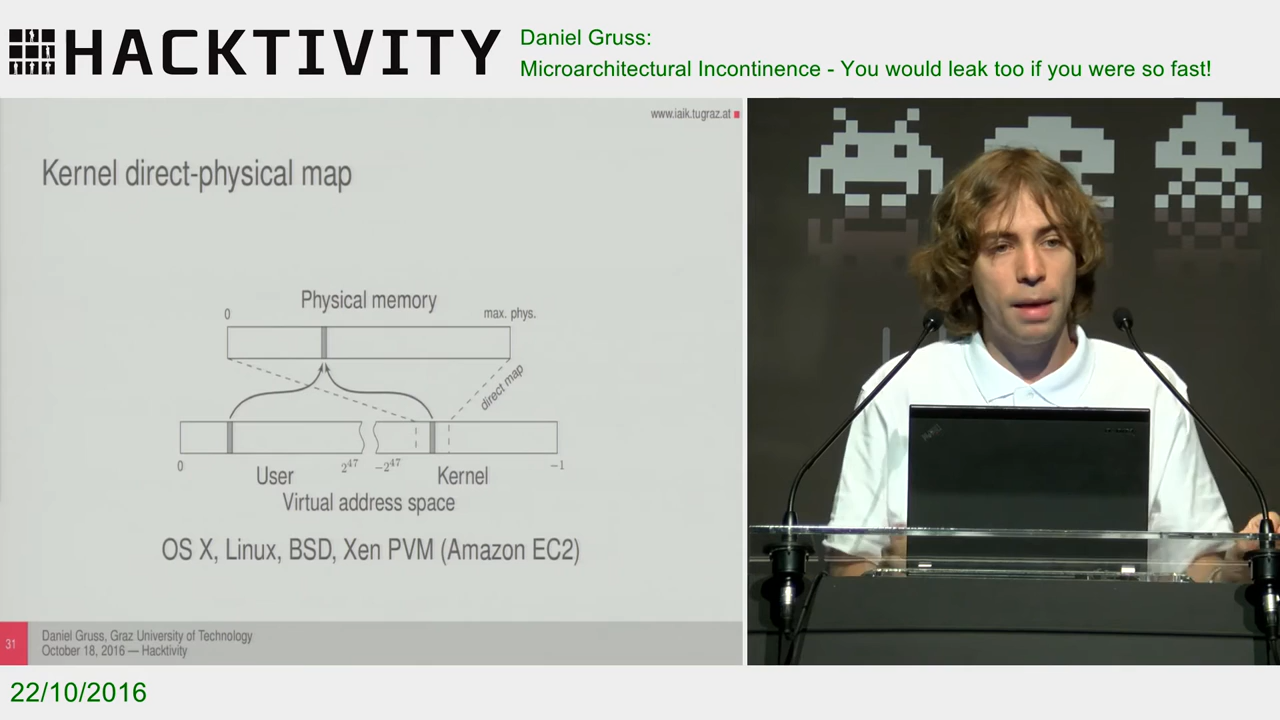 HACKTIVITY
Daniel Gruss:
Microarchitectural Incontinence - You would leak too if you were so fast!
www.iaik.tugraz.at
Kernel direct-physical map
Physical memory
0
max. phys.
direct map
0
2^47
−2^47
−1
User
Kernel
Virtual address space
OS X, Linux, BSD, Xen PVM (Amazon EC2)
31
Daniel Gruss, Graz University of Technology
October 18, 2016 — Hacktivity
22/10/2016